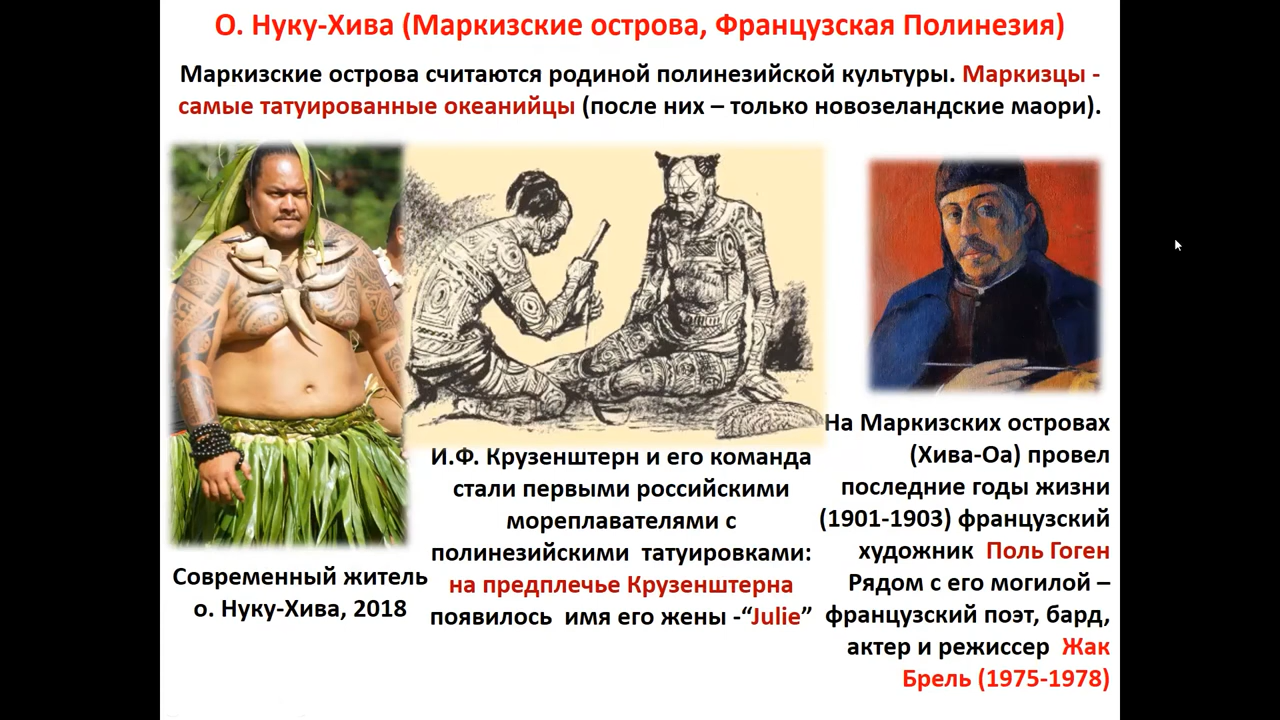 О. Нуку-Хива (Маркизские острова, Французская Полинезия)
Маркизские острова считаются родиной полинезийской культуры. Маркизцы -
самые татуированные океанийцы (после них – только новозеландские маори).
Современный житель
о. Нуку-Хива, 2018
И.Ф. Крузенштерн и его команда
стали первыми российскими
мореплавателями с
полинезийскими татуировками:
на предплечье Крузенштерна
появилось имя его жены -“Julie”
На Маркизских островах
(Хива-Оа) провел
последние годы жизни
(1901-1903) французский
художник Поль Гоген
Рядом с его могилой –
французский поэт, бард,
актер и режиссер Жак
Брель (1975-1978)